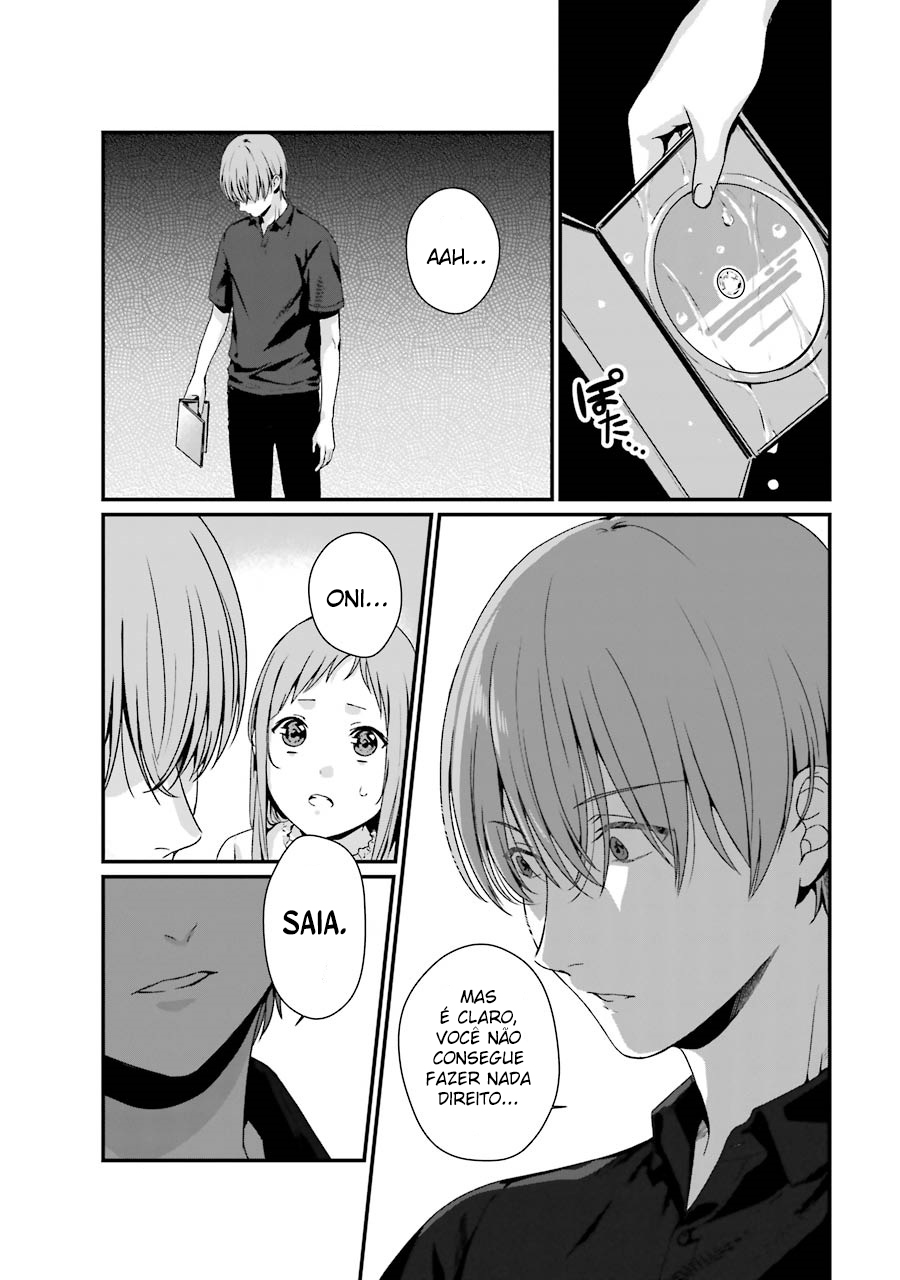 ぽた…
AAH...
ONI...
MAS
É CLARO,
VOCÊ NÃO
CONSEGUE
FAZER NADA
DIREITO...
SAIA.